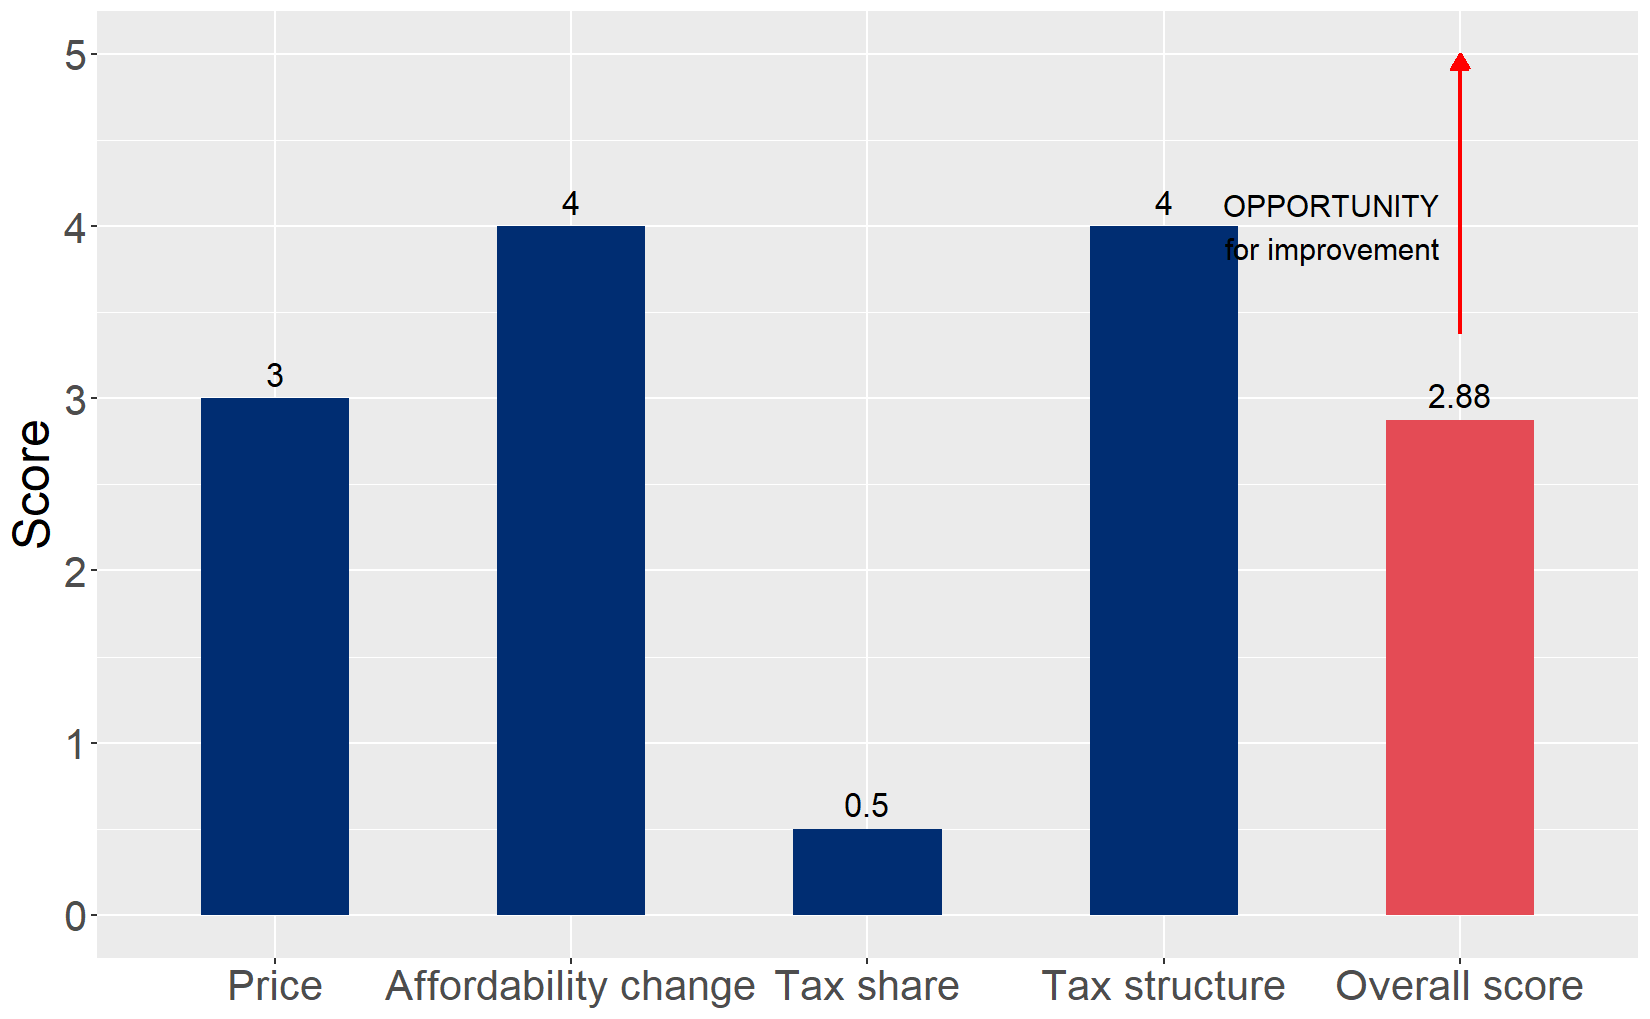 5
4
3
2
1
0
Score
3
4
0.5
4
2.88
OPPORTUNITY
for improvement
Price
Affordability change
Tax share
Tax structure
Overall score